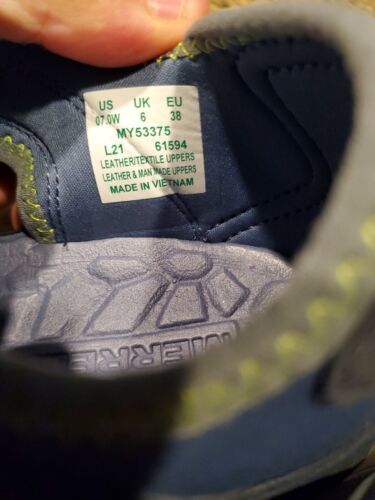 US UK EU
07.0W 6 38
MY53375
L21 61594
LEATHER/TEXTILE UPPERS
LEATHER & MAN MADE UPPERS
MADE IN VIETNAM
MERRE